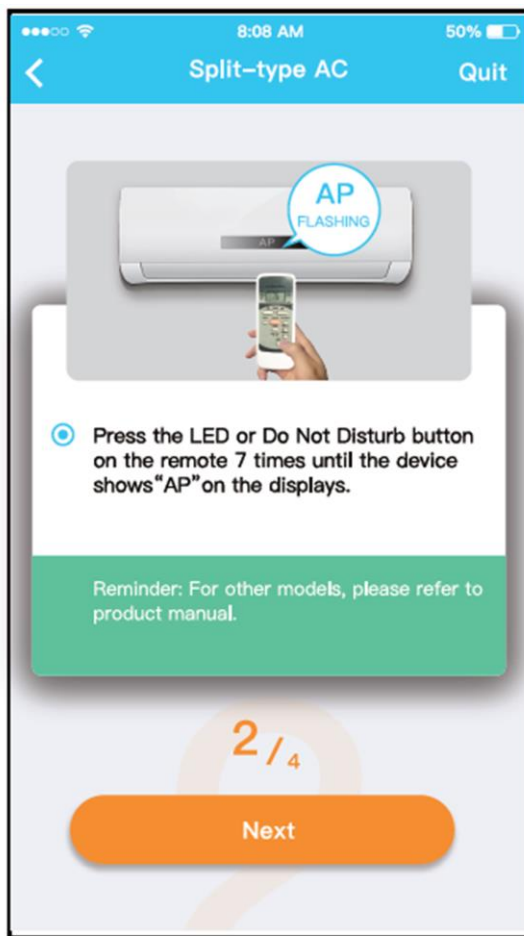 8:08 AM
50%
Split-type AC
Quit
AP
FLASHING
AP
Press the LED or Do Not Disturb button
on the remote 7 times until the device
shows“AP”on the displays.
Reminder: For other models, please refer to
product manual.
2/4
Next